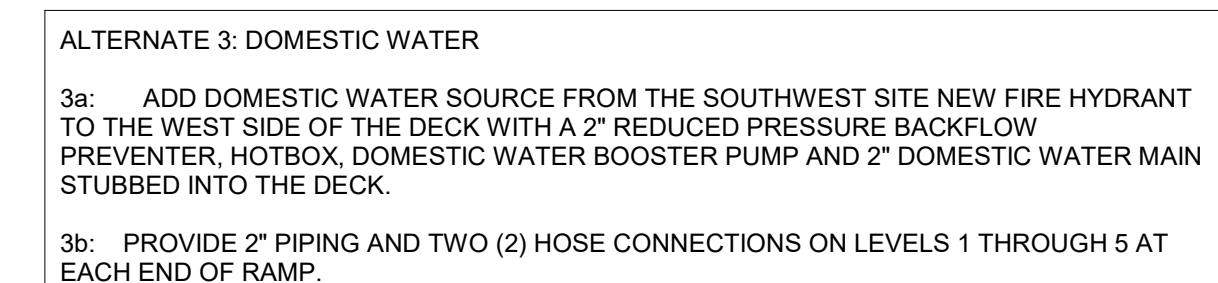 ALTERNATE 3: DOMESTIC WATER
3a: ADD DOMESTIC WATER SOURCE FROM THE SOUTHWEST SITE NEW FIRE HYDRANT
TO THE WEST SIDE OF THE DECK WITH A 2" REDUCED PRESSURE BACKFLOW
PREVENTER, HOTBOX, DOMESTIC WATER BOOSTER PUMP AND 2" DOMESTIC WATER MAIN
STUBBED INTO THE DECK.
3b: PROVIDE 2" PIPING AND TWO (2) HOSE CONNECTIONS ON LEVELS 1 THROUGH 5 AT
EACH END OF RAMP.